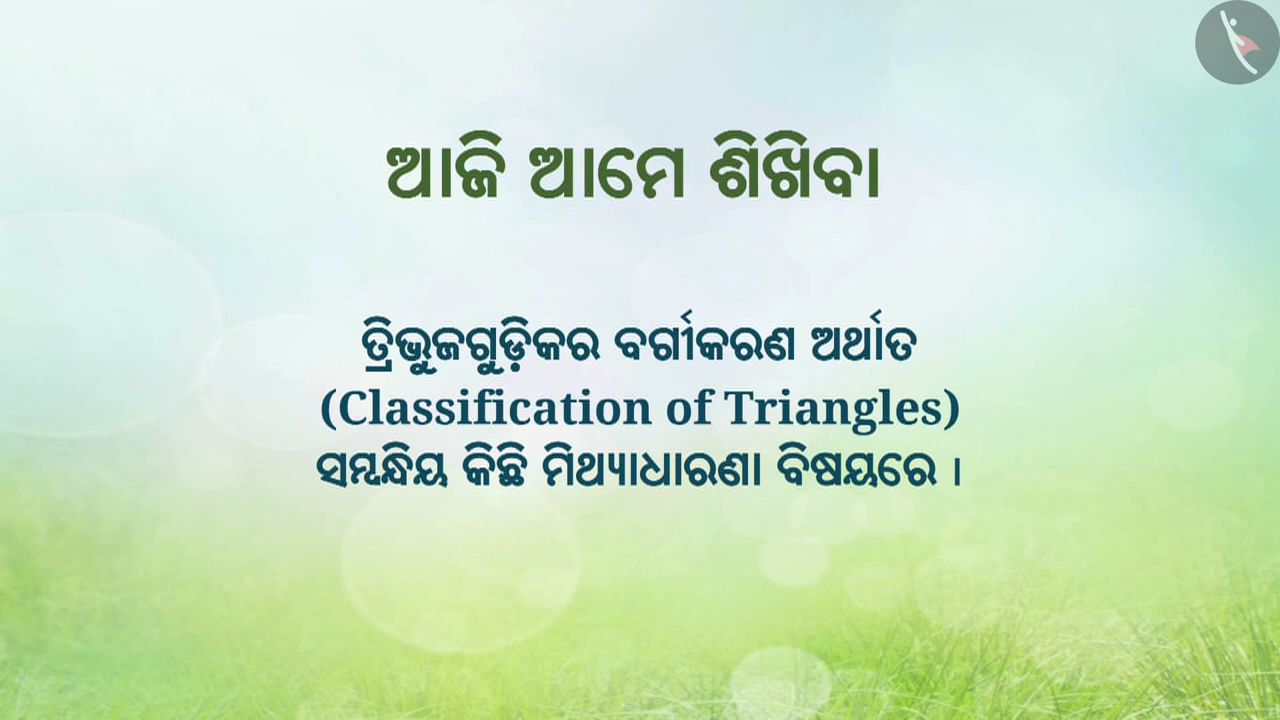 ଆଜି ଆମେ ଶିଖିବା
ତ୍ରିଭୁଜଗୁଡ଼ିକର ବର୍ଗୀକରଣ ଅର୍ଥାତ
(Classification of Triangles)
ସମ୍ବନ୍ଧିୟ କିଛି ମିଥ୍ୟାଧାରଣା ବିଷୟରେ ।